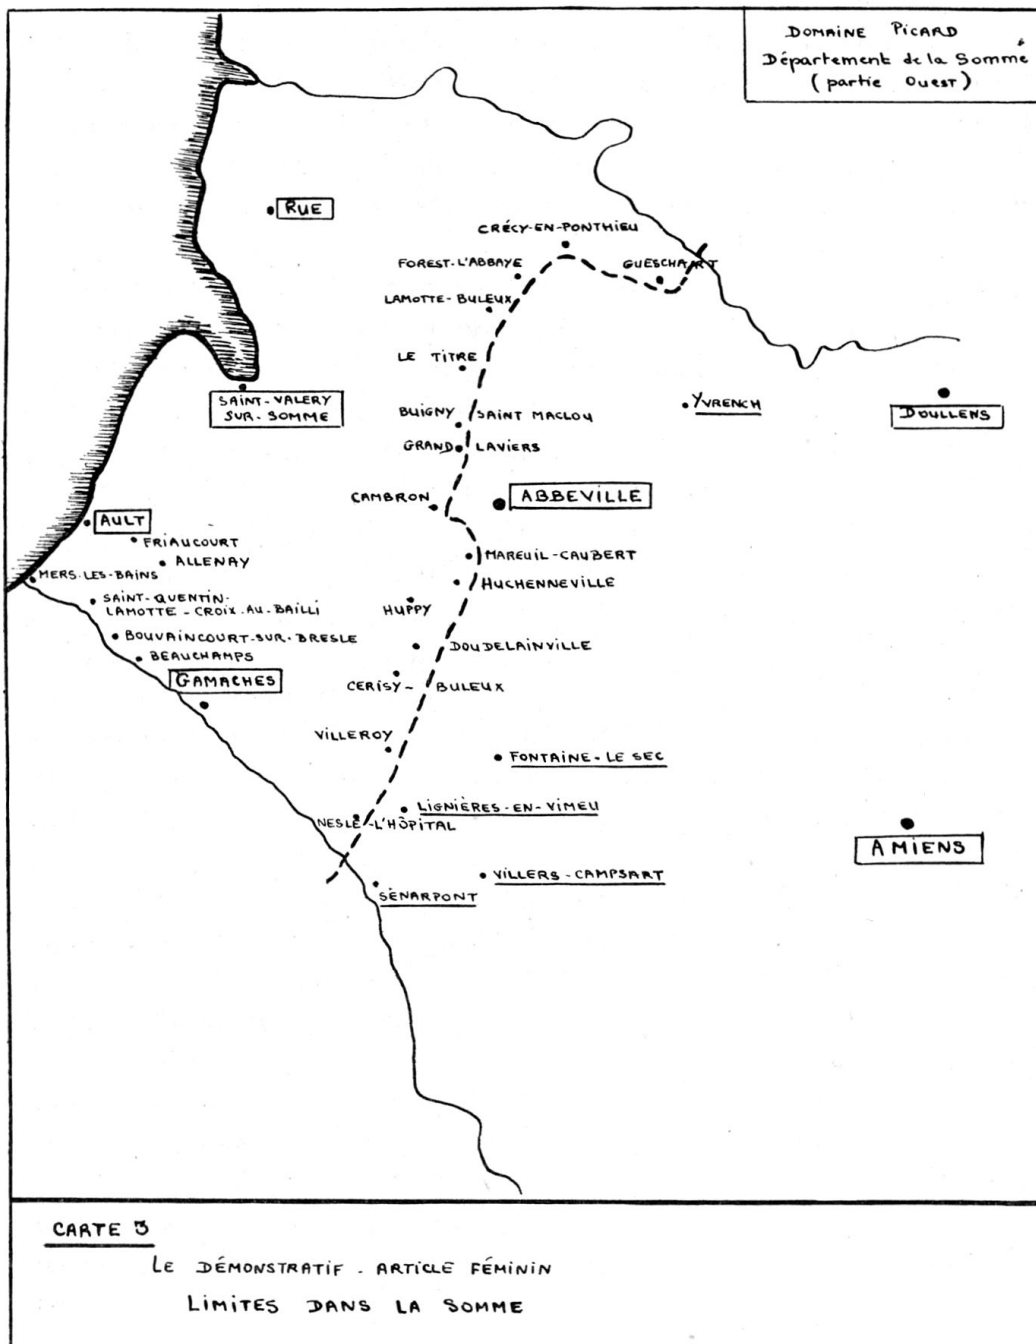 DOMAINE PICARD
Département de la Somme
(partie Ouest)
RUE
CRÉCY-EN-PONTHIEU
FOREST-L'ABBAYE
GUESCHART
LAMOTTE-BULEUX
LE TITRE
SAINT-VALERY
SUR-SOMME
BUIGNY SAINT MACLOU
YVRENCH
DOULLENS
GRAND LAVIERS
CAMBRON
ABBEVILLE
AULT
FRIAUCOURT
ALLENAY
MAREUIL-CAUBERT
MERS-LES-BAINS
HUCHENNEVILLE
SAINT-QUENTIN-
LAMOTTE-CROIX-AU-BAILLI
HUPPY
BOUVAINCOURT-SUR-BRESLE
DOUDELAINVILLE
BEAUCHAMPS
GAMACHES
CERISY-BULEUX
VILLEROY
FONTAINE-LE SEC
LIGNIÈRES-EN-VIMEU
NESLE-L'HÔPITAL
AMIENS
VILLERS-CAMPSART
SÉNARPONT
CARTE 3
LE DÉMONSTRATIF-ARTICLE FÉMININ
LIMITES DANS LA SOMME